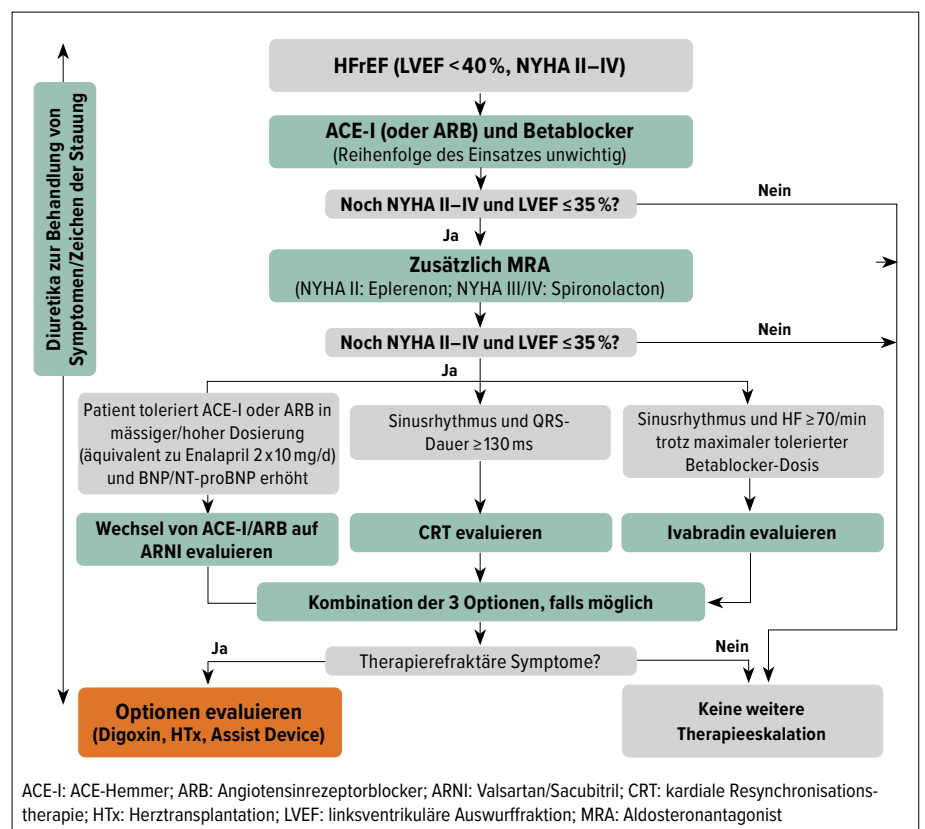 HFrEF (LVEF < 40 %, NYHA II–IV)
Diuretika zur Behandlung von
Symptomen/Zeichen der Stauung
ACE-I (oder ARB) und Betablocker
(Reihenfolge des Einsatzes unwichtig)
Noch NYHA II–IV und LVEF ≤ 35 %?
Nein
Ja
Zusätzlich MRA
(NYHA II: Eplerenon; NYHA III/IV: Spironolacton)
Noch NYHA II–IV und LVEF ≤ 35 %?
Nein
Ja
Patient toleriert ACE-I oder ARB in
mässiger/hoher Dosierung
(äquivalent zu Enalapril 2 x 10 mg/d)
und BNP/NT-proBNP erhöht
Sinusrhythmus und QRS-
Dauer ≥ 130 ms
Sinusrhythmus und HF ≥ 70/min
trotz maximaler tolerierter
Betablocker-Dosis
Wechsel von ACE-I/ARB auf
ARNI evaluieren
CRT evaluieren
Ivabradin evaluieren
Kombination der 3 Optionen, falls möglich
Therapierefraktäre Symptome?
Ja
Nein
Optionen evaluieren
(Digoxin, HTx, Assist Device)
Keine weitere
Therapieeskalation
ACE-I: ACE-Hemmer; ARB: Angiotensinrezeptorblocker; ARNI: Valsartan/Sacubitril; CRT: kardiale Resynchronisations-
therapie; HTx: Herztransplantation; LVEF: linksventrikuläre Auswurffraktion; MRA: Aldosteronantagonist